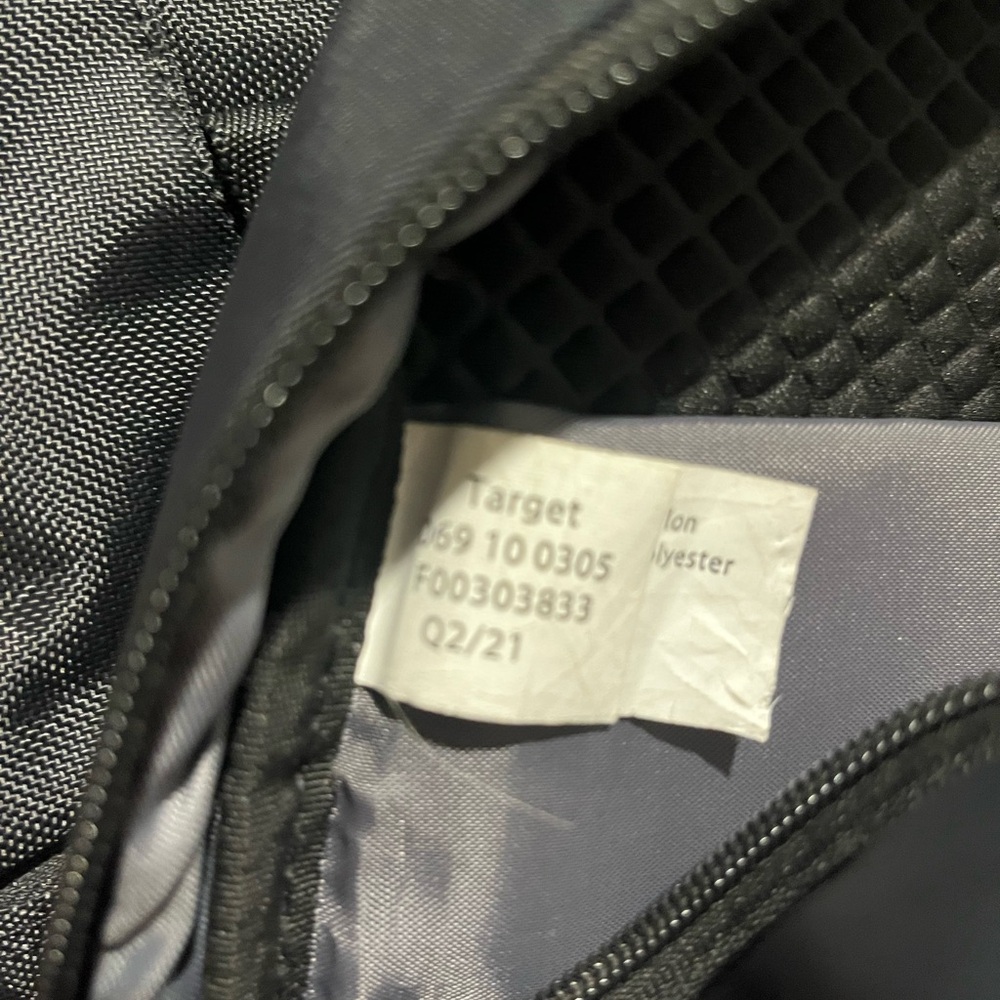 Target
069 10 0305
F00303833
Q2/21
lon
lyester